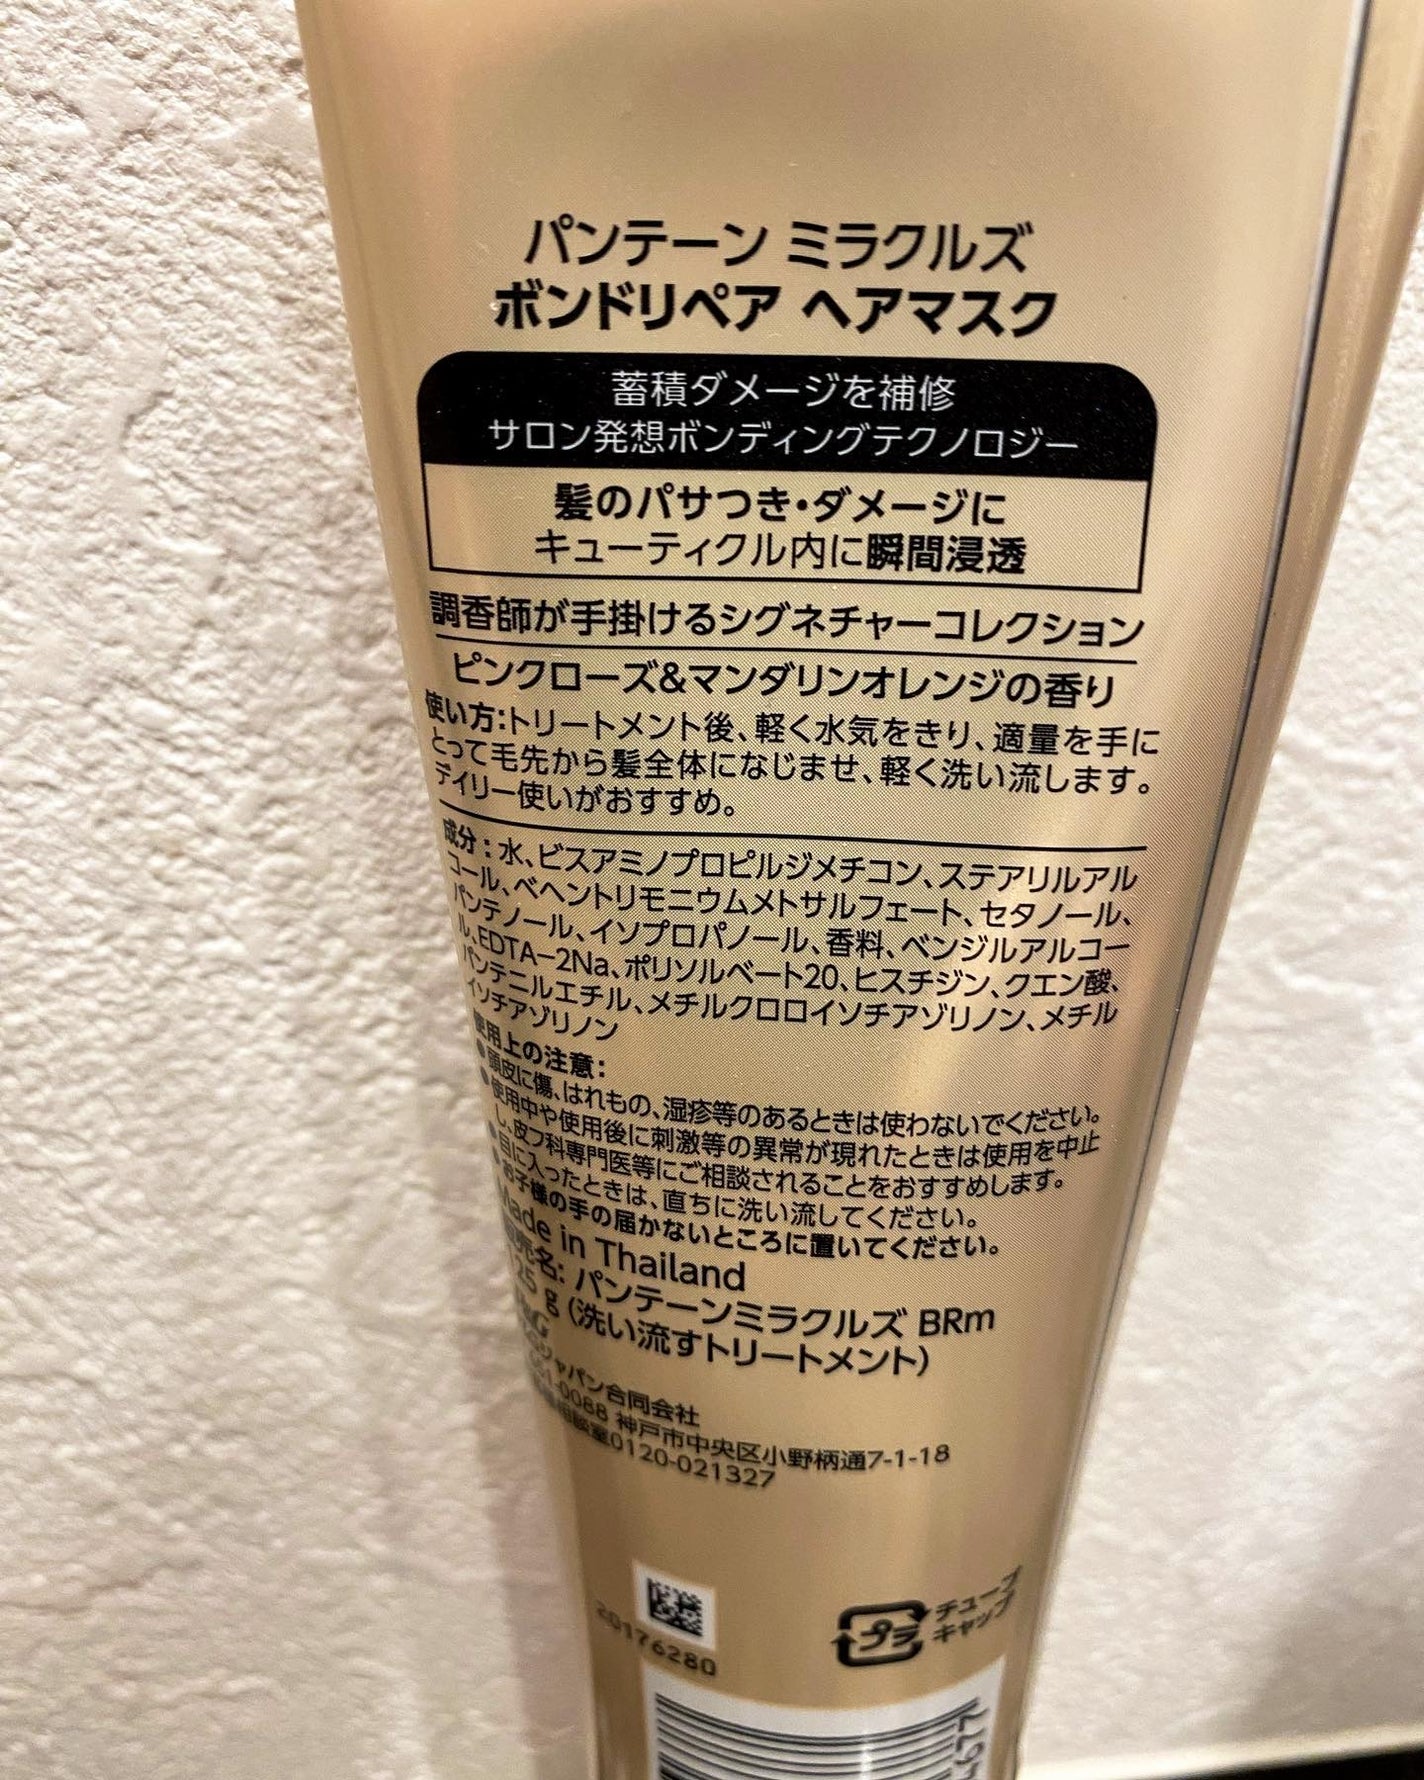 パンテーン ミラクルズ
ボンドリペア ヘアマスク
蓄積ダメージを補修
サロン発想ボンディングテクノロジー
髪のパサつき・ダメージに
キューティクル内に瞬間浸透
調香師が手掛けるシグネチャーコレクション
ピンクローズ&マンダリンオレンジの香り
使い方:トリートメント後、軽く水気をきり、適量を手に
とって毛先から髪全体になじませ、軽く洗い流します。
デイリー使いがおすすめ。
成分:水、ビスアミノプロピルジメチコン、ステアリルアル
コール、ベヘントリモニウムメトサルフェート、セタノール、
パンテノール、イソプロパノール、香料、ベンジルアルコー
ル、EDTA-2Na、ポリソルベート20、ヒスチジン、クエン酸、
パンテニルエチル、メチルクロロイソチアゾリノン、メチル
イソチアゾリノン
使用上の注意:
●頭皮に傷、はれもの、湿疹等のあるときは使わないでください。
●使用中や使用後に刺激等の異常が現れたときは使用を中止
し、皮フ科専門医等にご相談されることをおすすめします。
●目に入ったときは、直ちに洗い流してください。
●お子様の手の届かないところに置いてください。
Made in Thailand
販売名: パンテーンミラクルズ BRm
g (洗い流すトリートメント)
P&G
ジャパン合同会社
神戸市中央区小野柄通7-1-18
0120-021327
20176280
プラ
チューブ
キャップ